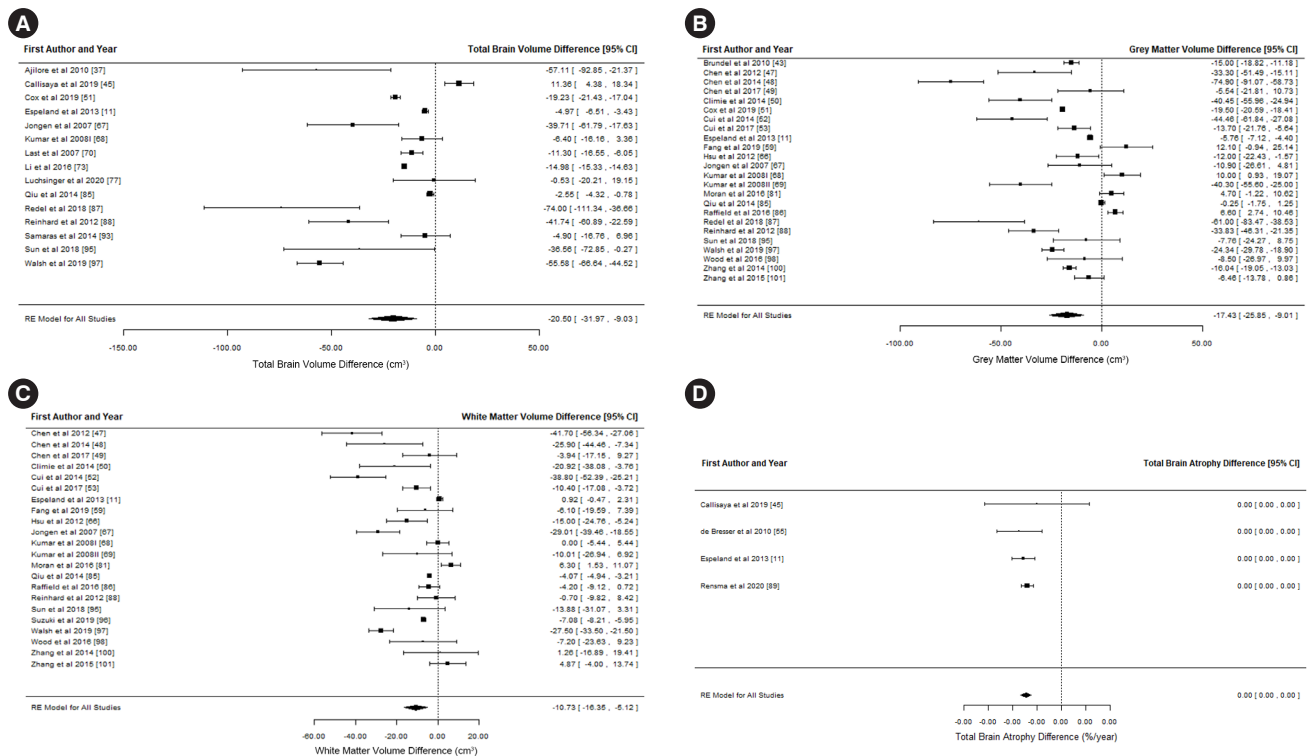 A
First Author and Year Total Brain Volume Difference [95% CI]
Ajilore et al 2010 [37] -57.11 [ -92.85 , -21.37 ]
Callisaya et al 2019 [45] 11.36 [ 4.38 , 18.34 ]
Cox et al 2019 [51] -19.23 [ -21.43 , -17.04 ]
Espeland et al 2013 [11] -4.97 [ -6.51 , -3.43 ]
Jongen et al 2007 [67] -39.71 [ -61.79 , -17.63 ]
Kumar et al 2008I [68] -6.40 [ -16.16 , 3.36 ]
Last et al 2007 [70] -11.30 [ -16.55 , -6.05 ]
Li et al 2016 [73] -14.98 [ -15.33 , -14.63 ]
Luchsinger et al 2020 [77] -0.53 [ -20.21 , 19.15 ]
Qiu et al 2014 [85] -2.55 [ -4.32 , -0.78 ]
Redel et al 2018 [87] -74.00 [ -111.34 , -36.66 ]
Reinhard et al 2012 [88] -41.74 [ -60.89 , -22.59 ]
Samaras et al 2014 [93] -4.90 [ -16.76 , 6.96 ]
Sun et al 2018 [95] -36.56 [ -72.85 , -0.27 ]
Walsh et al 2019 [97] -55.58 [ -66.64 , -44.52 ]
RE Model for All Studies -20.50 [ -31.97 , -9.03 ]
-150.00 -100.00 -50.00 0.00 50.00
Total Brain Volume Difference (cm³)
B
First Author and Year Grey Matter Volume Difference [95% CI]
Brundel et al 2010 [43] -15.00 [ -18.82 , -11.18 ]
Chen et al 2012 [47] -33.30 [ -51.49 , -15.11 ]
Chen et al 2014 [48] -74.90 [ -91.07 , -58.73 ]
Chen et al 2017 [49] -5.54 [ -21.81 , 10.73 ]
Climie et al 2014 [50] -40.45 [ -55.96 , -24.94 ]
Cox et al 2019 [51] -19.50 [ -20.59 , -18.41 ]
Cui et al 2014 [52] -44.46 [ -61.84 , -27.08 ]
Cui et al 2017 [53] -13.70 [ -21.76 , -5.64 ]
Espeland et al 2013 [11] -5.76 [ -7.12 , -4.40 ]
Fang et al 2019 [59] 12.10 [ -0.94 , 25.14 ]
Hsu et al 2012 [66] -12.00 [ -22.43 , -1.57 ]
Jongen et al 2007 [67] -10.90 [ -26.61 , 4.81 ]
Kumar et al 2008I [68] 10.00 [ 0.93 , 19.07 ]
Kumar et al 2008II [69] -40.30 [ -55.60 , -25.00 ]
Moran et al 2016 [81] 4.70 [ -1.22 , 10.62 ]
Qiu et al 2014 [85] -0.25 [ -1.75 , 1.25 ]
Raffield et al 2016 [86] 6.60 [ 2.74 , 10.46 ]
Redel et al 2018 [87] -61.00 [ -83.47 , -38.53 ]
Reinhard et al 2012 [88] -33.83 [ -46.31 , -21.35 ]
Sun et al 2018 [95] -7.76 [ -24.27 , 8.75 ]
Walsh et al 2019 [97] -24.34 [ -29.78 , -18.90 ]
Wood et al 2016 [98] -8.50 [ -26.97 , 9.97 ]
Zhang et al 2014 [100] -16.04 [ -19.05 , -13.03 ]
Zhang et al 2015 [101] -6.46 [ -13.78 , 0.86 ]
RE Model for All Studies -17.43 [ -25.85 , -9.01 ]
-100.00 -50.00 0.00 50.00
Grey Matter Volume Difference (cm³)
C
First Author and Year White Matter Volume Difference [95% CI]
Chen et al 2012 [47] -41.70 [ -56.34 , -27.06 ]
Chen et al 2014 [48] -25.90 [ -44.46 , -7.34 ]
Chen et al 2017 [49] -3.94 [ -17.15 , 9.27 ]
Climie et al 2014 [50] -20.92 [ -38.08 , -3.76 ]
Cui et al 2014 [52] -38.80 [ -52.39 , -25.21 ]
Cui et al 2017 [53] -10.40 [ -17.08 , -3.72 ]
Espeland et al 2013 [11] 0.92 [ -0.47 , 2.31 ]
Fang et al 2019 [59] -6.10 [ -19.59 , 7.39 ]
Hsu et al 2012 [66] -15.00 [ -24.76 , -5.24 ]
Jongen et al 2007 [67] -29.01 [ -39.46 , -18.55 ]
Kumar et al 2008I [68] 0.00 [ -5.44 , 5.44 ]
Kumar et al 2008II [69] -10.01 [ -26.94 , 6.92 ]
Moran et al 2016 [81] 6.30 [ 1.53 , 11.07 ]
Qiu et al 2014 [85] -4.07 [ -4.94 , -3.21 ]
Raffield et al 2016 [86] -4.20 [ -9.12 , 0.72 ]
Reinhard et al 2012 [88] -0.70 [ -9.82 , 8.42 ]
Sun et al 2018 [95] -13.88 [ -31.07 , 3.31 ]
Suzuki et al 2019 [96] -7.08 [ -8.21 , -5.95 ]
Walsh et al 2019 [97] -27.50 [ -33.50 , -21.50 ]
Wood et al 2016 [98] -7.20 [ -23.63 , 9.23 ]
Zhang et al 2014 [100] 1.26 [ -16.89 , 19.41 ]
Zhang et al 2015 [101] 4.87 [ -4.00 , 13.74 ]
RE Model for All Studies -10.73 [ -16.35 , -5.12 ]
-60.00 -40.00 -20.00 0.00 20.00
White Matter Volume Difference (cm³)
D
First Author and Year Total Brain Atrophy Difference [95% CI]
Callisaya et al 2019 [45] 0.00 [ 0.00 , 0.00 ]
de Bresser et al 2010 [55] 0.00 [ 0.00 , 0.00 ]
Espeland et al 2013 [11] 0.00 [ 0.00 , 0.00 ]
Rensma et al 2020 [89] 0.00 [ 0.00 , 0.00 ]
RE Model for All Studies 0.00 [ 0.00 , 0.00 ]
-0.00 -0.00 -0.00 -0.00 0.00 0.00 0.00
Total Brain Atrophy Difference (%/year)